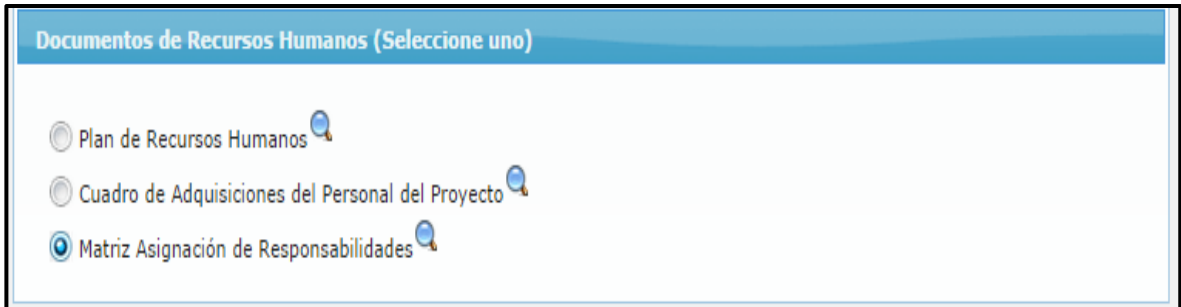 Documentos de Recursos Humanos (Seleccione uno)
Plan de Recursos Humanos
Cuadro de Adquisiciones del Personal del Proyecto
Matriz Asignación de Responsabilidades